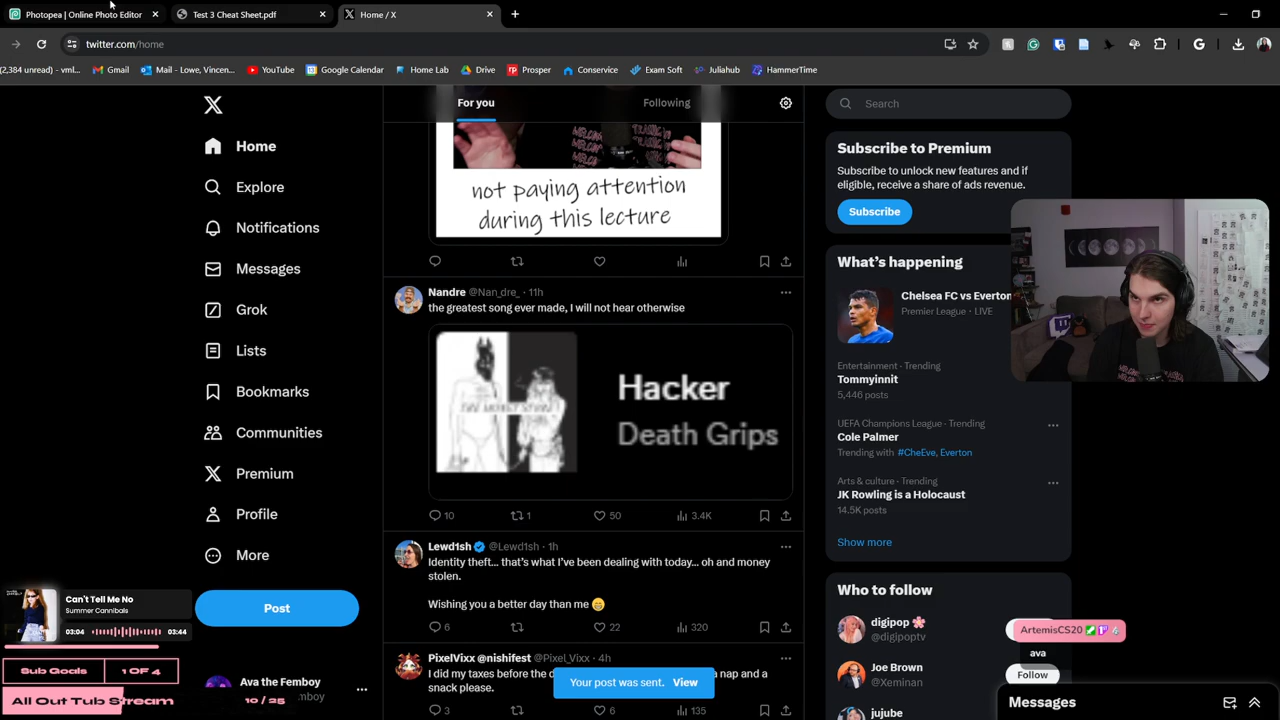 Photopea | Online Photo Editor
Test 3 Cheat Sheet.pdf
Home / X
twitter.com/home
(2,384 unread) - vml...
Gmail
Mail - Lowe, Vincen...
YouTube
Google Calendar
Home Lab
Drive
Prosper
Conservice
Exam Soft
Juliahub
HammerTime
Home
Explore
Notifications
Messages
Grok
Lists
Bookmarks
Communities
Premium
Profile
More
Post
Ava the Femboy
mboy
Can't Tell Me No
Summer Cannibals
03:04
03:44
Sub Goals
1 OF 4
All Out Tub Stream
10 / 25
For you
Following
not paying attention
during this lecture
Nandre @Nan_dre_ · 11h
the greatest song ever made, I will not hear otherwise
Hacker
Death Grips
10 1 50 3.4K
Lewd1sh @Lewd1sh · 1h
Identity theft... that's what I've been dealing with today... oh and money
stolen.
Wishing you a better day than me 😁
6 22 320
PixelVixx @nishifest @Pixel_Vixx · 4h
I did my taxes before the d
a nap and a
snack please.
3 6 135
Your post was sent. View
Search
Subscribe to Premium
Subscribe to unlock new features and if
eligible, receive a share of ads revenue.
Subscribe
What's happening
Chelsea FC vs Everton
Premier League · LIVE
Entertainment · Trending
Tommyinnit
5,446 posts
UEFA Champions League · Trending
Cole Palmer
Trending with #CheEve, Everton
Arts & culture · Trending
JK Rowling is a Holocaust
14.5K posts
Show more
Who to follow
digipop 🌸
@digipoptv
ArtemisCS20
ava
Joe Brown
@Xeminan
Follow
jujube
Messages